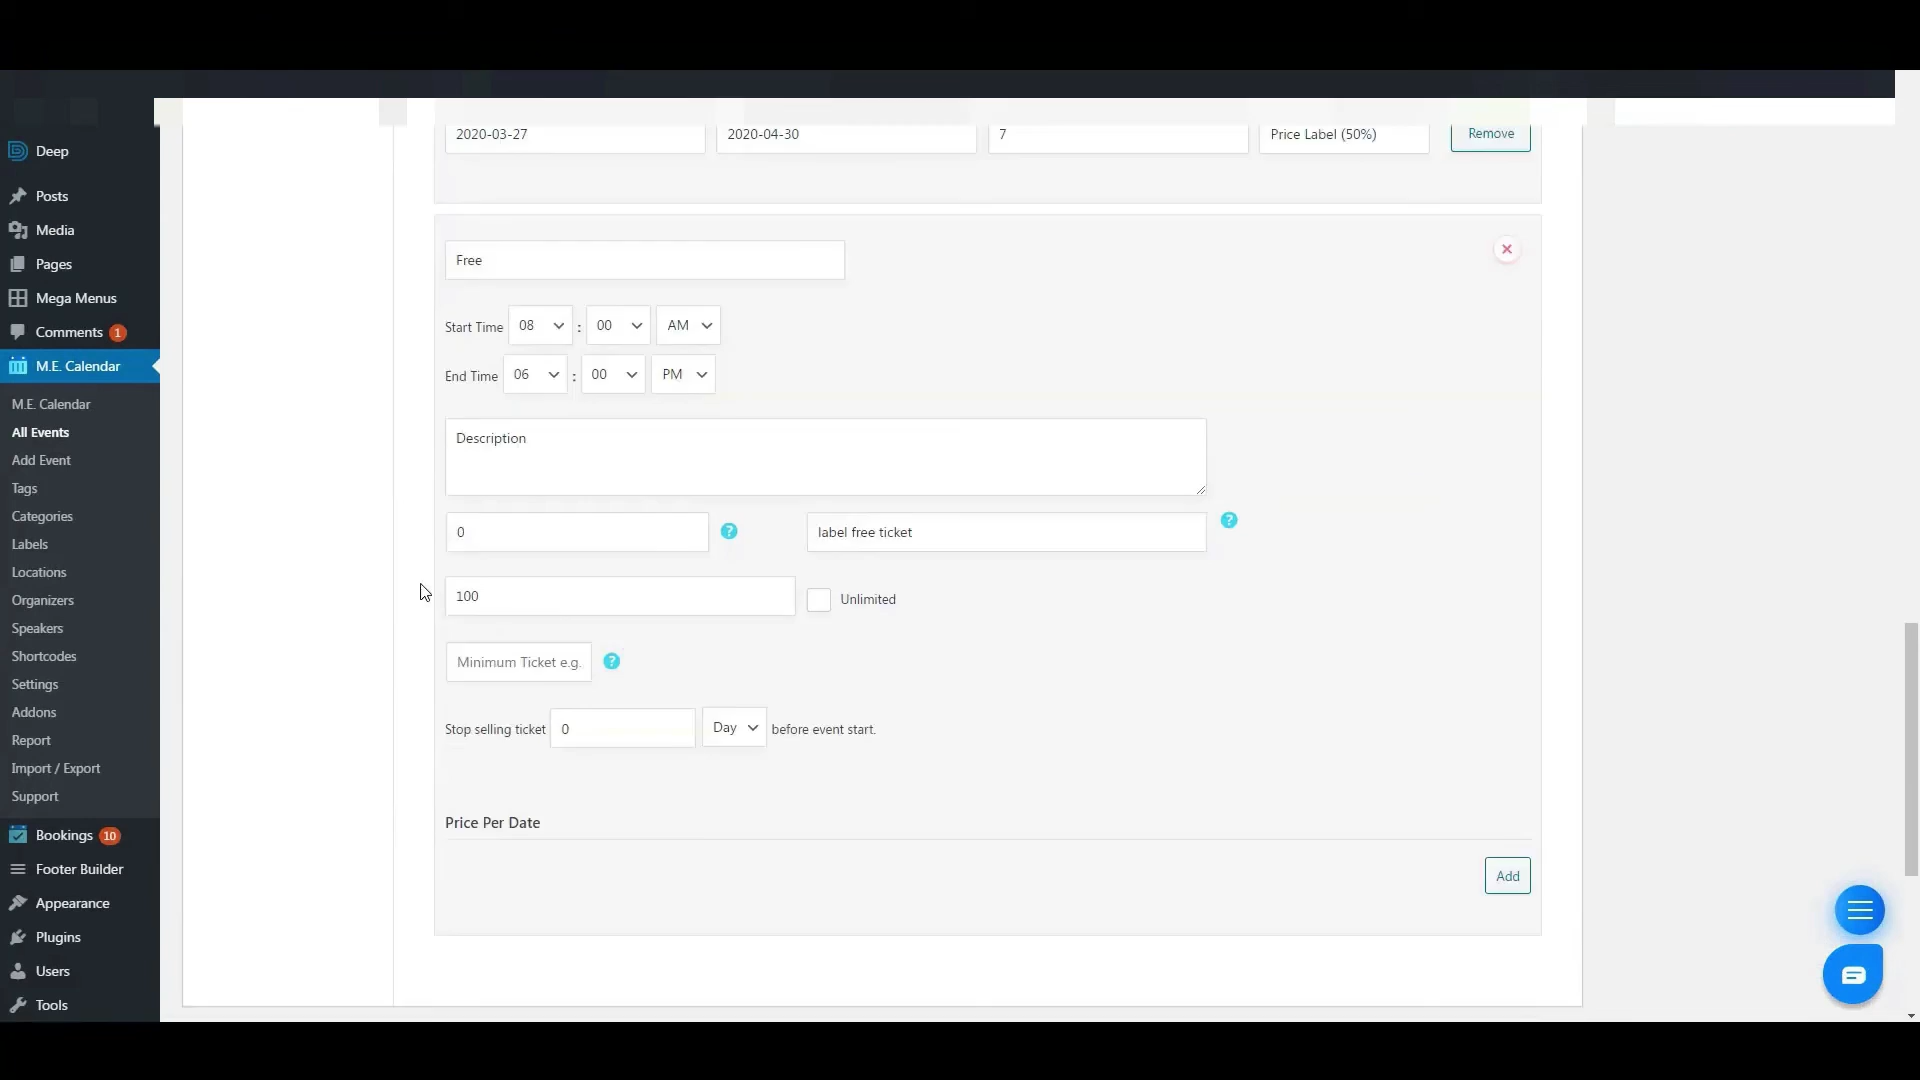 2020-03-27 2020-04-30 7 Price Label (50%) Remove
Deep
Posts
Media
Pages
Mega Menus
Comments 1
M.E. Calendar
M.E. Calendar
All Events
Add Event
Tags
Categories
Labels
Locations
Organizers
Speakers
Shortcodes
Settings
Addons
Report
Import / Export
Support
Bookings 10
Footer Builder
Appearance
Plugins
Users
Tools
Free
Start Time 08 : 00 AM
End Time 06 : 00 PM
Description
0 ? label free ticket ?
100 Unlimited
Minimum Ticket e.g. ?
Stop selling ticket 0 Day before event start.
Price Per Date
Add